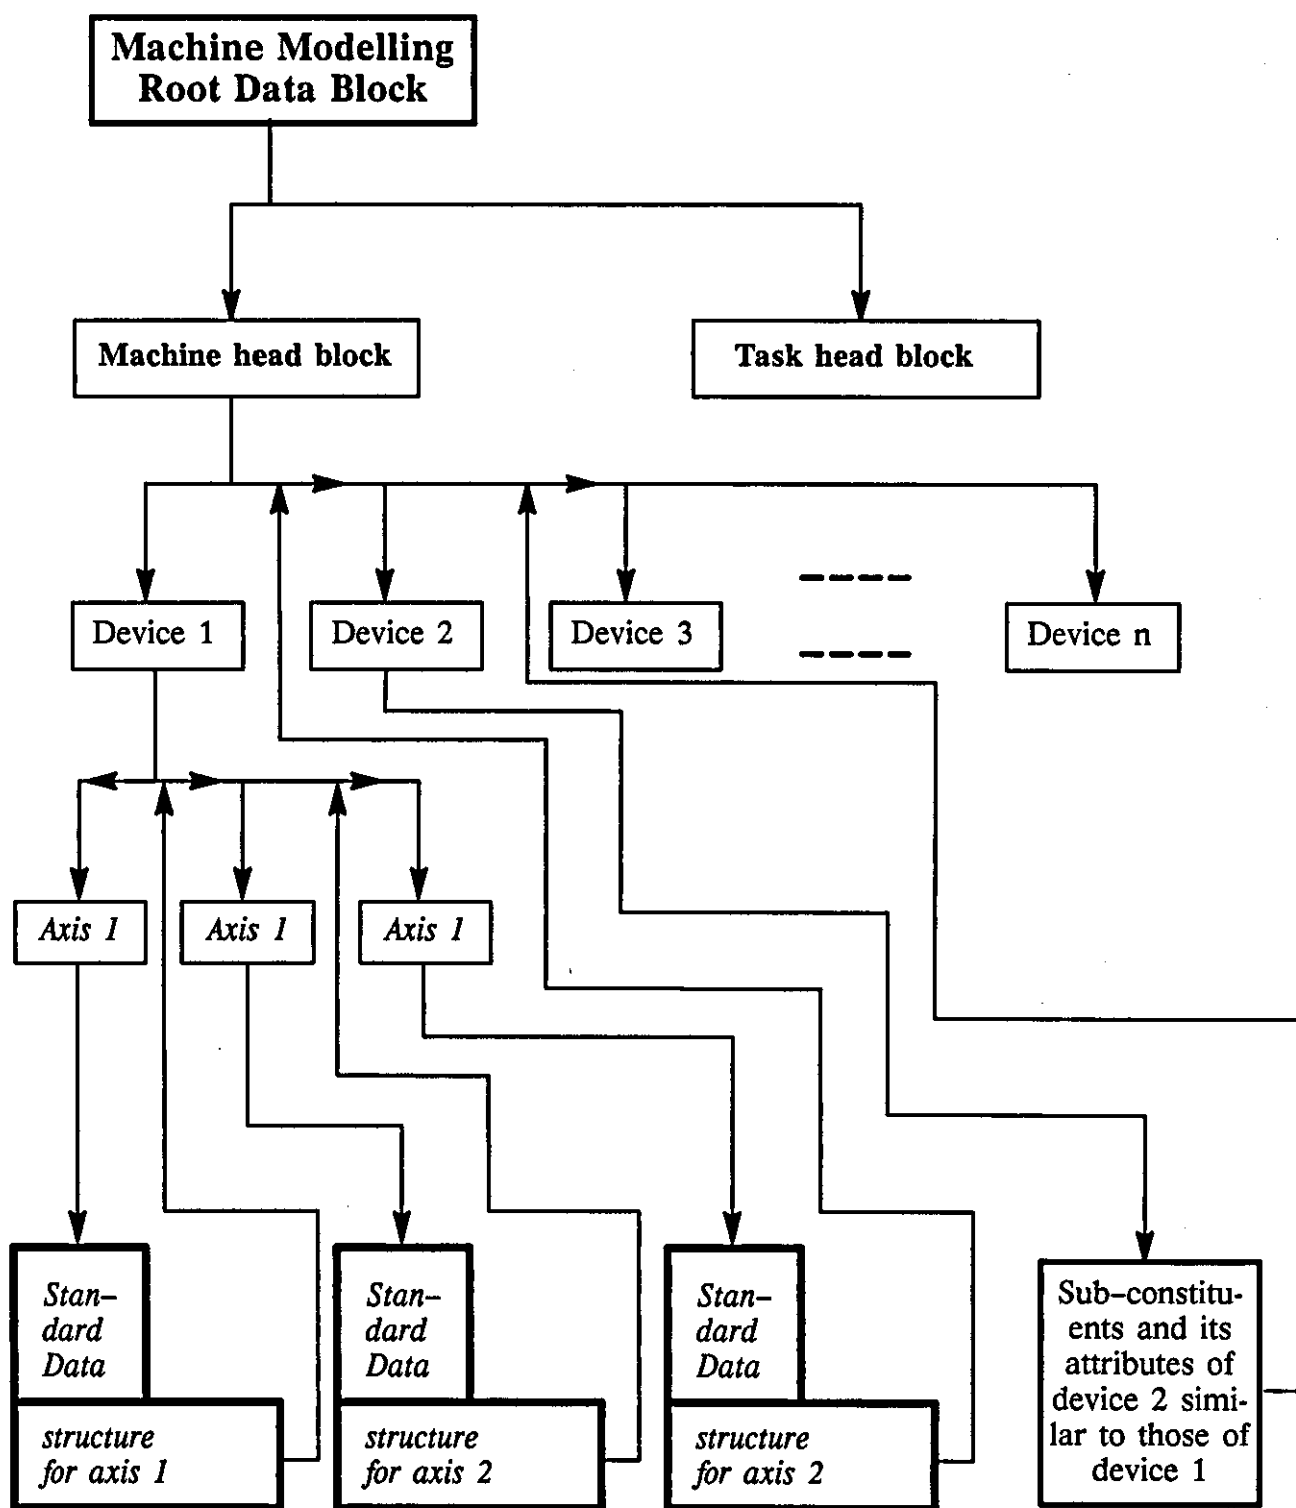 Machine Modelling
Root Data Block
Machine head block
Task head block
Device 1
Device 2
Device 3
Device n
Axis 1
Axis 1
Axis 1
Stan-
dard
Data
structure
for axis 1
Stan-
dard
Data
structure
for axis 2
Stan-
dard
Data
structure
for axis 2
Sub-constitu-
ents and its
attributes of
device 2 simi-
lar to those of
device 1